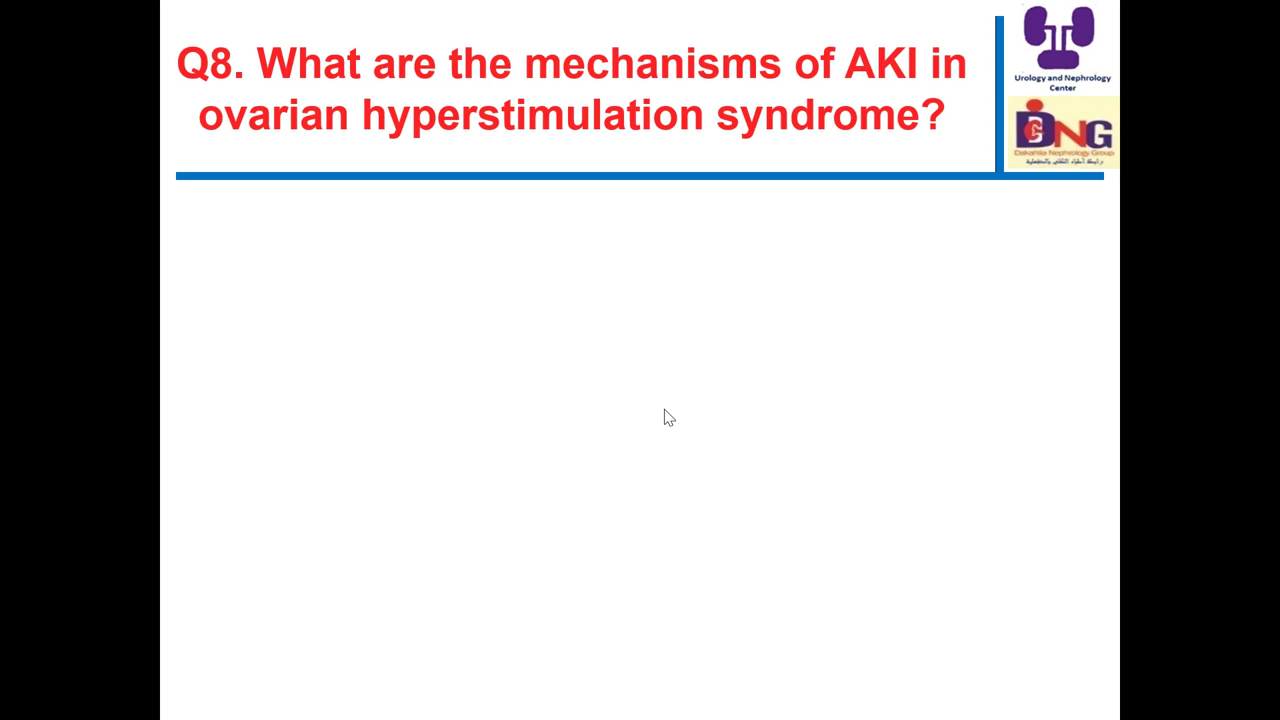 Q8. What are the mechanisms of AKI in
ovarian hyperstimulation syndrome?
Urology and Nephrology
Center
DNG
Dakahlia Nephrology Group